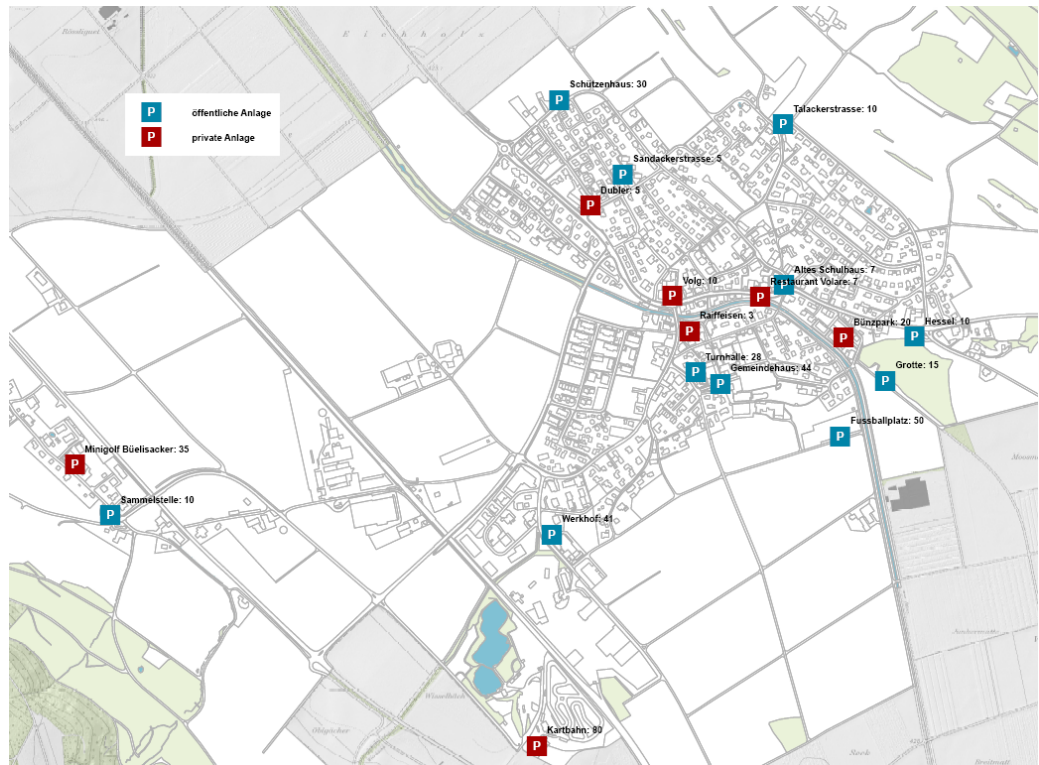 Eichholz
Schützenhaus: 30
P
P
öffentliche Anlage
Talackerstrasse: 10
P
P
private Anlage
Sandackerstrasse: 5
P
Dubler: 5
P
Altes Schulhaus: 7
P
Volg: 18
P
Restaurant Volare: 7
P
Raiffeisen: 3
P
Bünzpark: 20
P
Hessel: 10
P
Turnhalle: 28
P
Gemeindehaus: 44
P
Grotte: 15
P
Fussballplatz: 50
P
Minigolf Büelisacker: 35
P
Sammelstelle: 10
P
Werkhof: 41
P
Kartbahn: 80
P